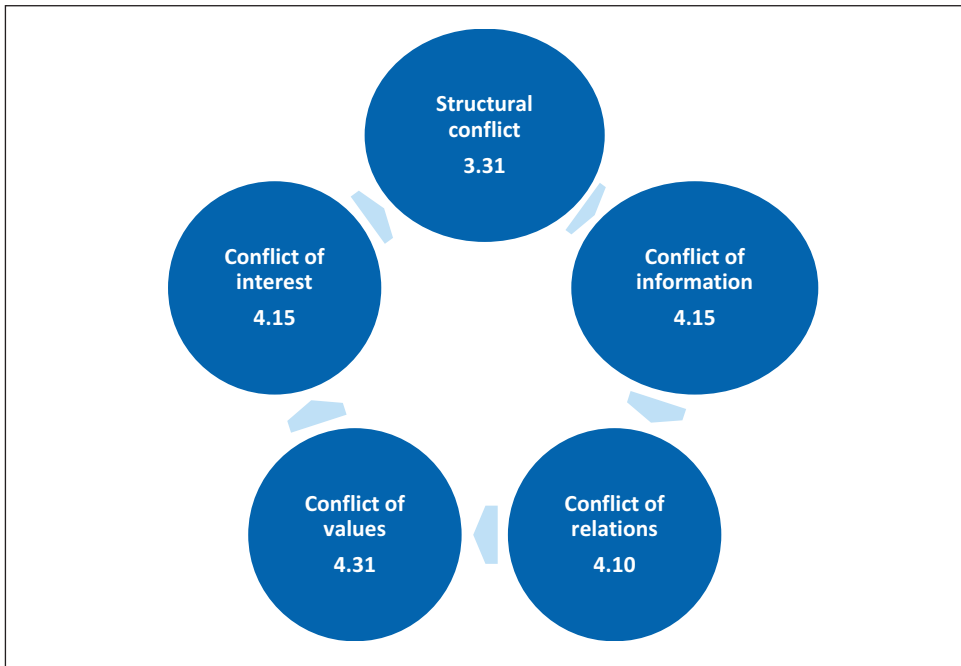 Structural
conflict
3.31
Conflict of
information
4.15
Conflict of
relations
4.10
Conflict of
values
4.31
Conflict of
interest
4.15